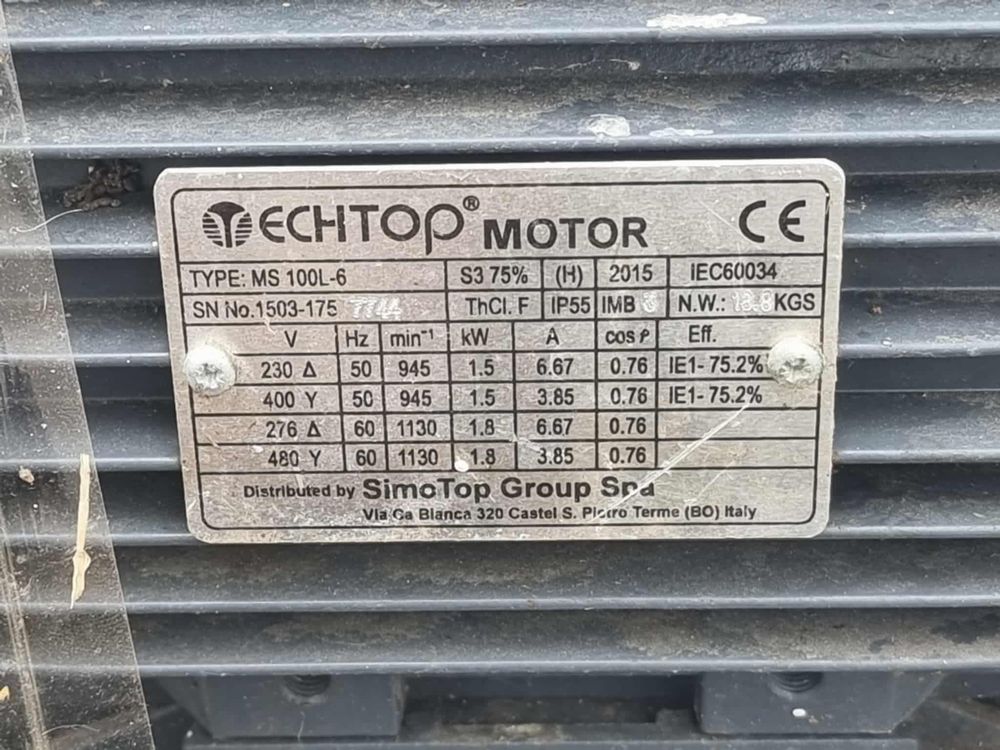 TECHTOP® MOTOR CE
TYPE: MS 100L-6 S3 75% (H) 2015 IEC60034
SN No.1503-175 ThCl. F IP55 IMB N.W.: KGS
V Hz min⁻¹ kW A cos φ Eff.
230 Δ 50 945 1.5 6.67 0.76 IE1- 75.2%
400 Y 50 945 1.5 3.85 0.76 IE1- 75.2%
276 Δ 60 1130 1.8 6.67 0.76
480 Y 60 1130 1.8 3.85 0.76
Distributed by SimoTop Group Spa
Via Ca Bianca 320 Castel S. Pietro Terme (BO) Italy